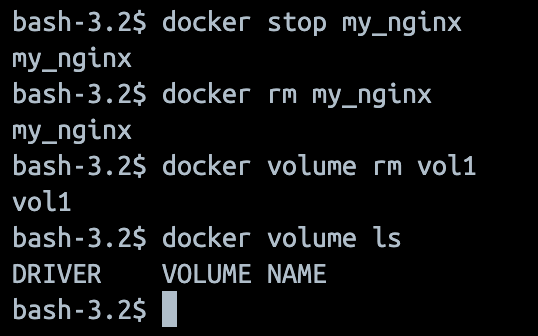 bash-3.2$ docker stop my_nginx
my_nginx
bash-3.2$ docker rm my_nginx
my_nginx
bash-3.2$ docker volume rm vol1
vol1
bash-3.2$ docker volume ls
DRIVER    VOLUME NAME
bash-3.2$